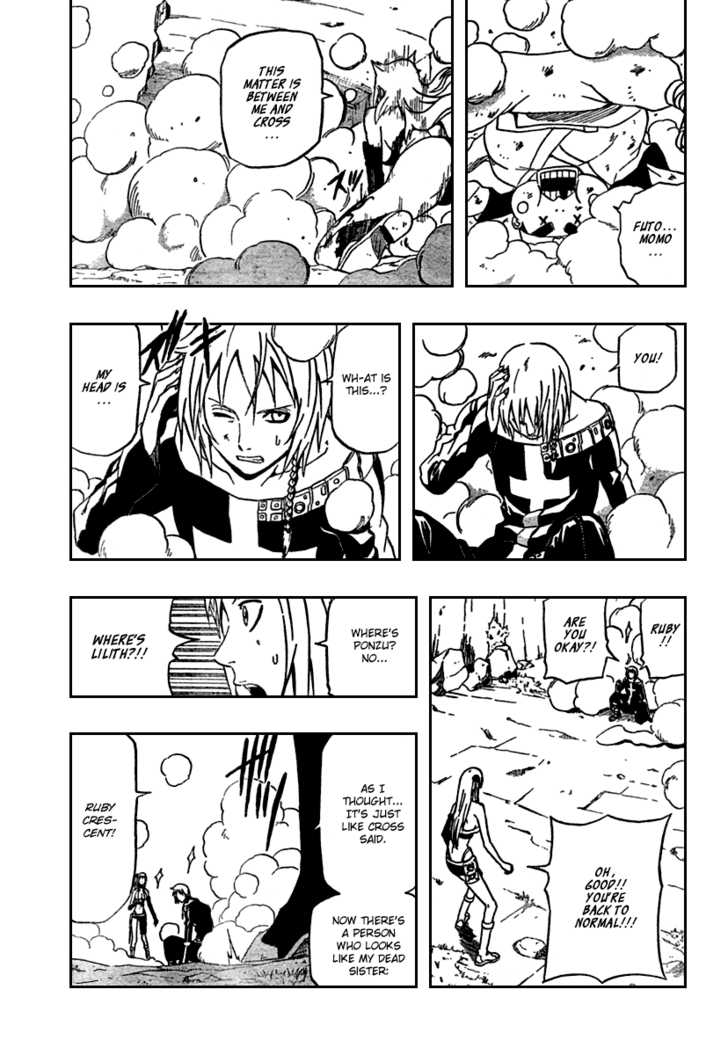 FUTO...
MOMO
...
THIS
MATTER IS
BETWEEN
ME AND
CROSS
...
ズル
YOU!
WH-AT IS
THIS...?
MY
HEAD IS
...
RUBY
!!
ARE
YOU
OKAY?!
OH,
GOOD!!
YOU'RE
BACK TO
NORMAL!!!
WHERE'S
PONZU?
NO...
WHERE'S
LILITH?!!
AS I
THOUGHT...
IT'S JUST
LIKE CROSS
SAID.
NOW THERE'S
A PERSON
WHO LOOKS
LIKE MY DEAD
SISTER:
RUBY
CRES-
CENT!